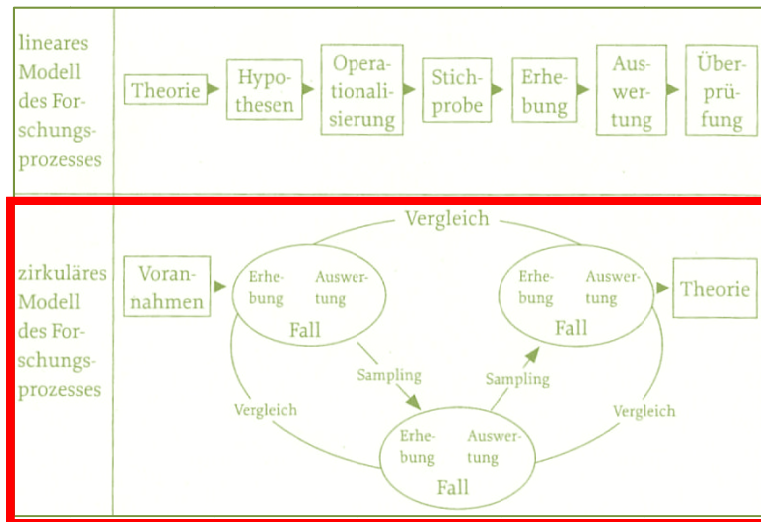 lineares
Modell
des For-
schungs-
prozesses
Theorie
Hypo-
thesen
Opera-
tionali-
sierung
Stich-
probe
Erhe-
bung
Aus-
wer-
tung
Über-
prü-
fung
zirkuläres
Modell
des For-
schungs-
prozesses
Voran-
nahmen
Vergleich
Erhe-
bung
Auswer-
tung
Fall
Erhe-
bung
Auswer-
tung
Fall
Theorie
Sampling
Sampling
Vergleich
Vergleich
Erhe-
bung
Auswer-
tung
Fall